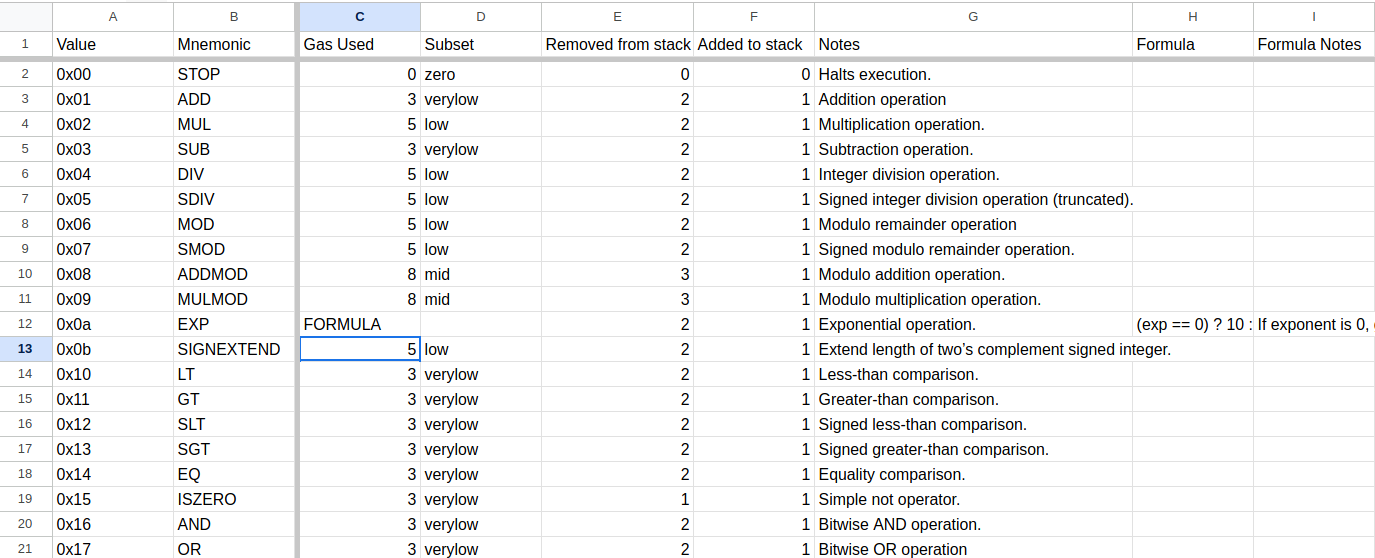 A B C D E F G H I
1 Value Mnemonic Gas Used Subset Removed from stack Added to stack Notes Formula Formula Notes
2 0x00 STOP 0 zero 0 0 Halts execution.
3 0x01 ADD 3 verylow 2 1 Addition operation
4 0x02 MUL 5 low 2 1 Multiplication operation.
5 0x03 SUB 3 verylow 2 1 Subtraction operation.
6 0x04 DIV 5 low 2 1 Integer division operation.
7 0x05 SDIV 5 low 2 1 Signed integer division operation (truncated).
8 0x06 MOD 5 low 2 1 Modulo remainder operation
9 0x07 SMOD 5 low 2 1 Signed modulo remainder operation.
10 0x08 ADDMOD 8 mid 3 1 Modulo addition operation.
11 0x09 MULMOD 8 mid 3 1 Modulo multiplication operation.
12 0x0a EXP FORMULA 2 1 Exponential operation. (exp == 0) ? 10 : If exponent is 0,
13 0x0b SIGNEXTEND 5 low 2 1 Extend length of two’s complement signed integer.
14 0x10 LT 3 verylow 2 1 Less-than comparison.
15 0x11 GT 3 verylow 2 1 Greater-than comparison.
16 0x12 SLT 3 verylow 2 1 Signed less-than comparison.
17 0x13 SGT 3 verylow 2 1 Signed greater-than comparison.
18 0x14 EQ 3 verylow 2 1 Equality comparison.
19 0x15 ISZERO 3 verylow 1 1 Simple not operator.
20 0x16 AND 3 verylow 2 1 Bitwise AND operation.
21 0x17 OR 3 verylow 2 1 Bitwise OR operation